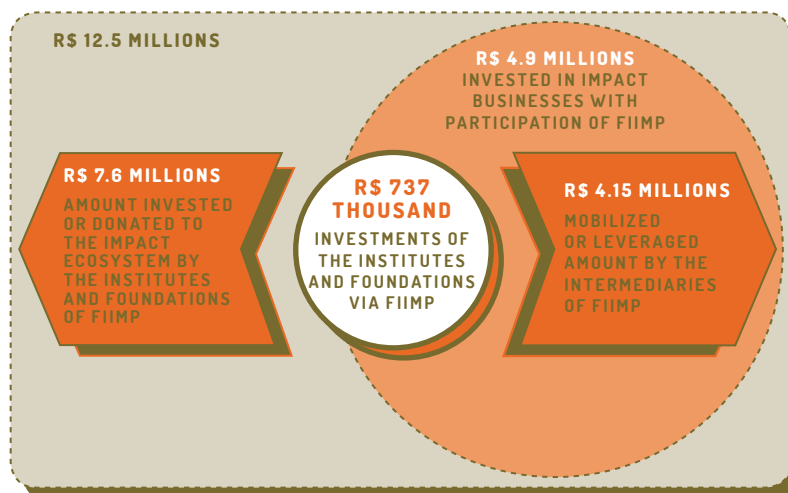 R$ 12.5 MILLIONS
R$ 4.9 MILLIONS
INVESTED IN IMPACT
BUSINESSES WITH
PARTICIPATION OF FIIMP
R$ 7.6 MILLIONS
AMOUNT INVESTED
OR DONATED TO
THE IMPACT
ECOSYSTEM BY
THE INSTITUTES
AND FOUNDATIONS
OF FIIMP
R$ 737
THOUSAND
INVESTMENTS OF
THE INSTITUTES
AND FOUNDATIONS
VIA FIIMP
R$ 4.15 MILLIONS
MOBILIZED
OR LEVERAGED
AMOUNT BY THE
INTERMEDIARIES
OF FIIMP